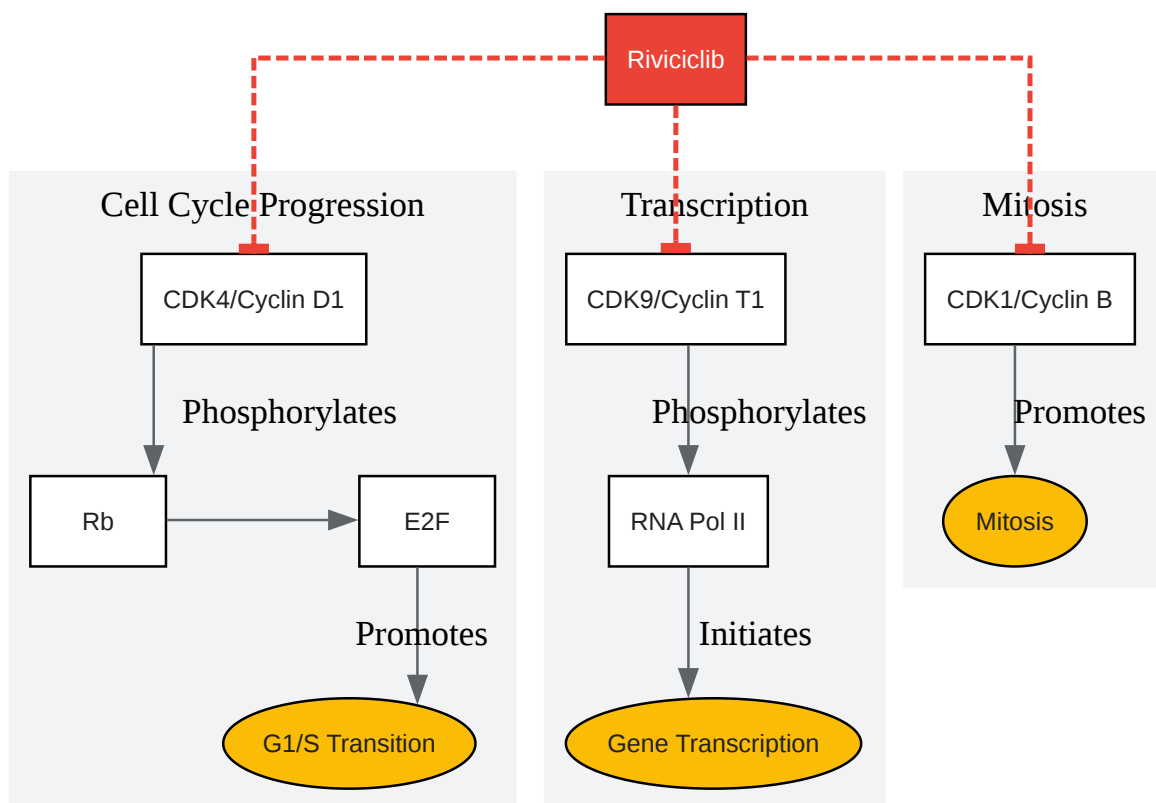 Riviciclib
Cell Cycle Progression
Transcription
Mitosis
CDK4/Cyclin D1
CDK9/Cyclin T1
CDK1/Cyclin B
Phosphorylates
Phosphorylates
Promotes
Rb
E2F
RNA Pol II
Mitosis
Promotes
Initiates
G1/S Transition
Gene Transcription